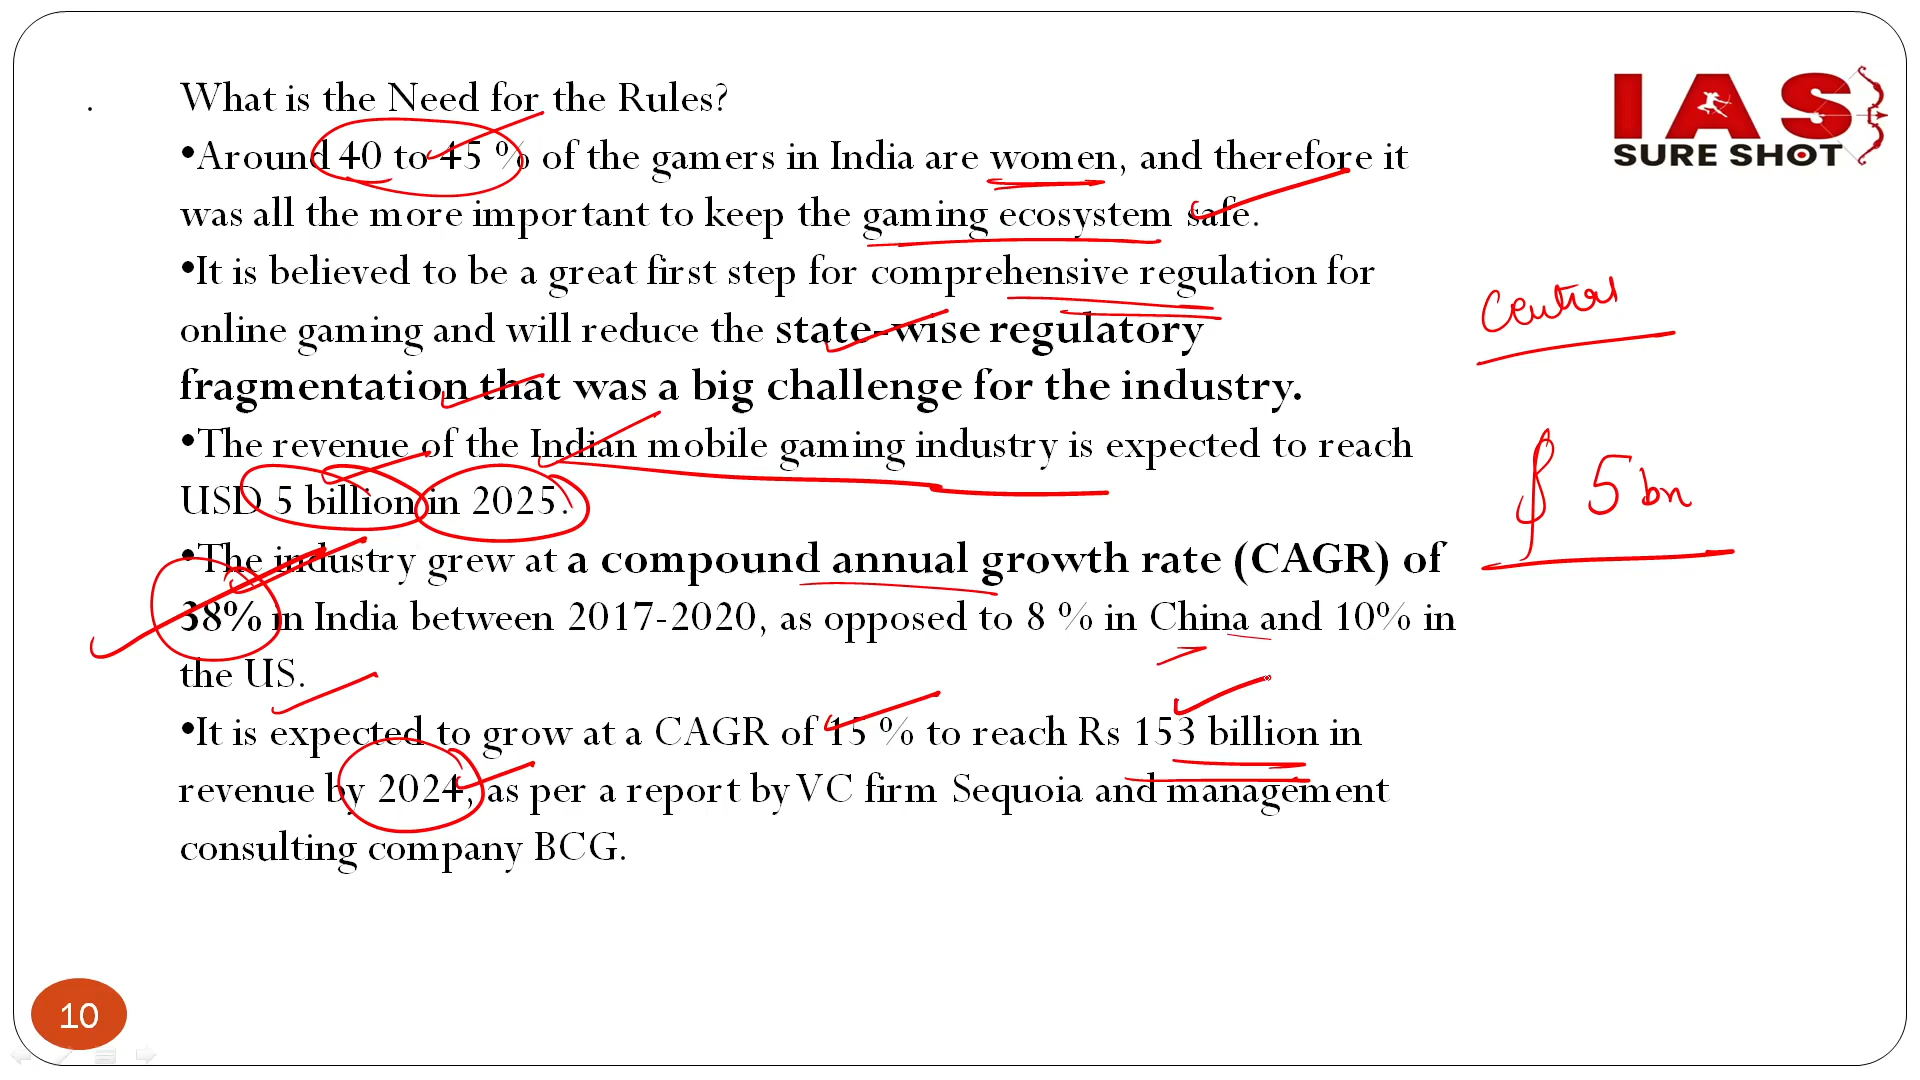 IAS
SURE SHOT
. What is the Need for the Rules?
•Around 40 to 45 % of the gamers in India are women, and therefore it
was all the more important to keep the gaming ecosystem safe.
•It is believed to be a great first step for comprehensive regulation for
online gaming and will reduce the state-wise regulatory
fragmentation that was a big challenge for the industry.
•The revenue of the Indian mobile gaming industry is expected to reach
USD 5 billion in 2025.
•The industry grew at a compound annual growth rate (CAGR) of
38% in India between 2017-2020, as opposed to 8 % in China and 10% in
the US.
•It is expected to grow at a CAGR of 15 % to reach Rs 153 billion in
revenue by 2024, as per a report by VC firm Sequoia and management
consulting company BCG.
Central
$ 5 bn
10